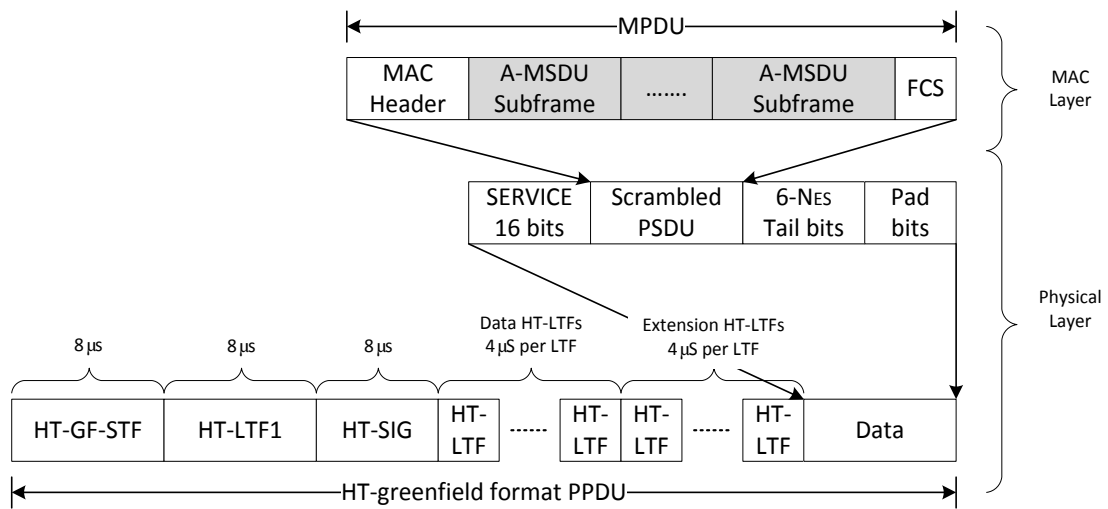 MPDU
MAC Header
A-MSDU Subframe
.......
A-MSDU Subframe
FCS
MAC Layer
SERVICE 16 bits
Scrambled PSDU
6-NES Tail bits
Pad bits
Physical Layer
Data HT-LTFs
4 µS per LTF
Extension HT-LTFs
4 µS per LTF
8 µs
8 µs
8 µs
HT-GF-STF
HT-LTF1
HT-SIG
HT-LTF
------
HT-LTF
HT-LTF
------
HT-LTF
Data
HT-greenfield format PPDU